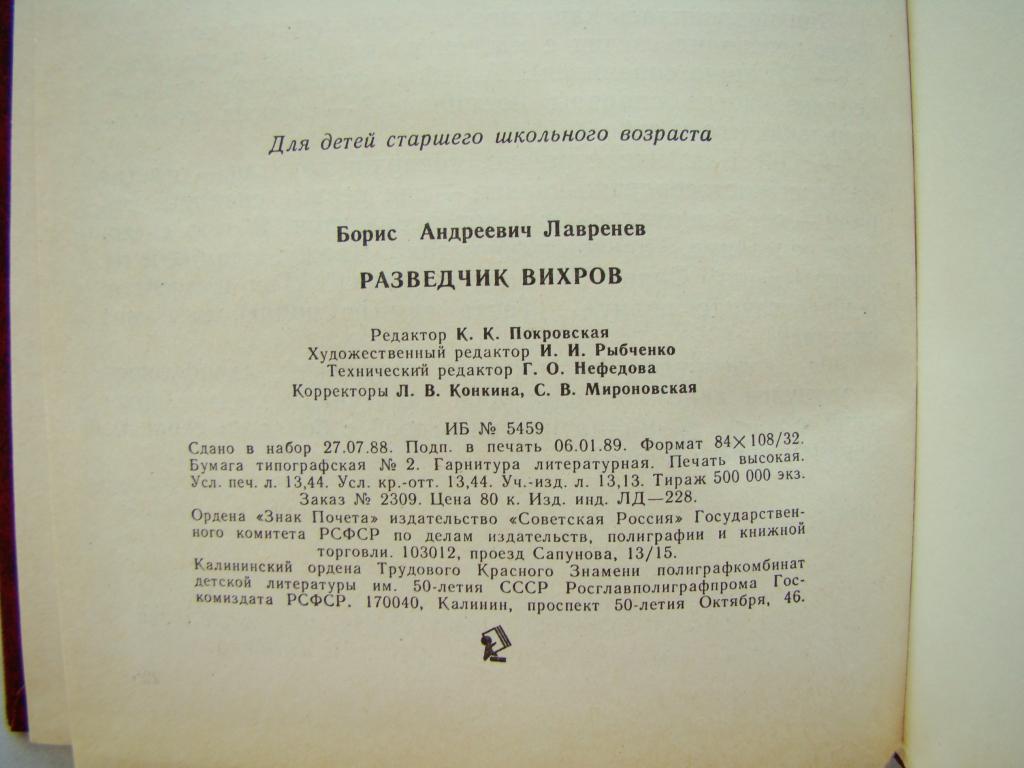 Для детей старшего школьного возраста
Борис Андреевич Лавренев
РАЗВЕДЧИК ВИХРОВ
Редактор К. К. Покровская
Художественный редактор И. И. Рыбченко
Технический редактор Г. О. Нефедова
Корректоры Л. В. Конкина, С. В. Мироновская
ИБ № 5459
Сдано в набор 27.07.88. Подп. в печать 06.01.89. Формат 84×108/32.
Бумага типографская № 2. Гарнитура литературная. Печать высокая.
Усл. печ. л. 13,44. Усл. кр.-отт. 13,44. Уч.-изд. л. 13,13. Тираж 500 000 экз.
Заказ № 2309. Цена 80 к. Изд. инд. ЛД—228.
Ордена «Знак Почета» издательство «Советская Россия» Государствен-
ного комитета РСФСР по делам издательств, полиграфии и книжной
торговли. 103012, проезд Сапунова, 13/15.
Калининский ордена Трудового Красного Знамени полиграфкомбинат
детской литературы им. 50-летия СССР Росглавполиграфпрома Гос-
комиздата РСФСР. 170040, Калинин, проспект 50-летия Октября, 46.